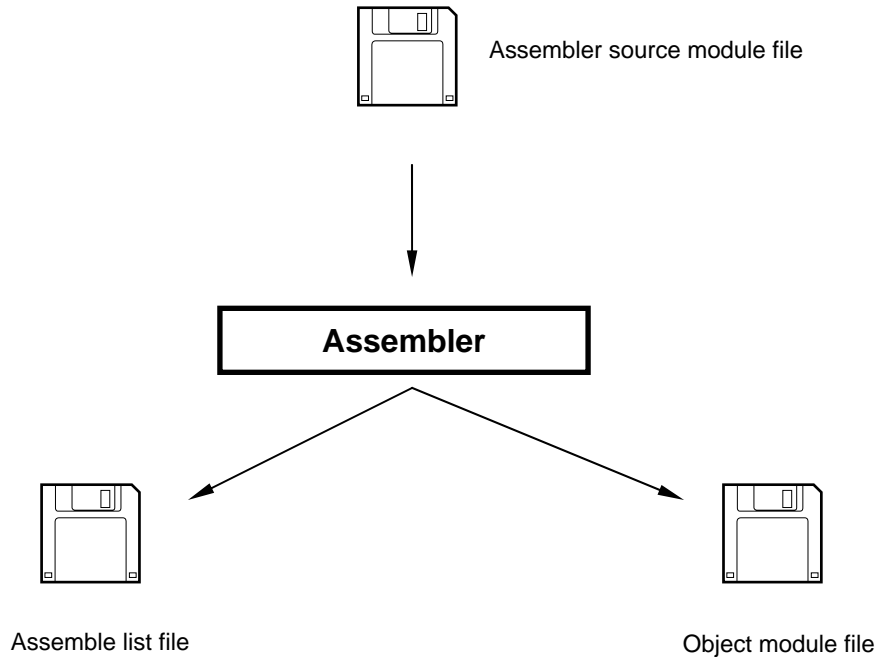 Assembler source module file
Assembler
Assemble list file
Object module file